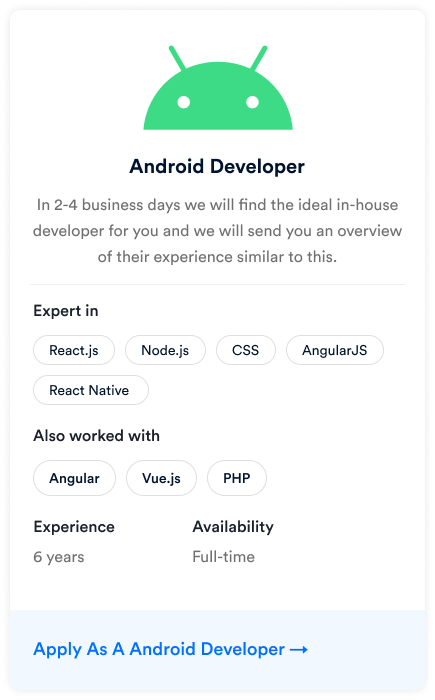 Android Developer
In 2-4 business days we will find the ideal in-house
developer for you and we will send you an overview
of their experience similar to this.
Expert in
React.js Node.js CSS AngularJS
React Native
Also worked with
Angular Vue.js PHP
Experience Availability
6 years Full-time
Apply As A Android Developer →